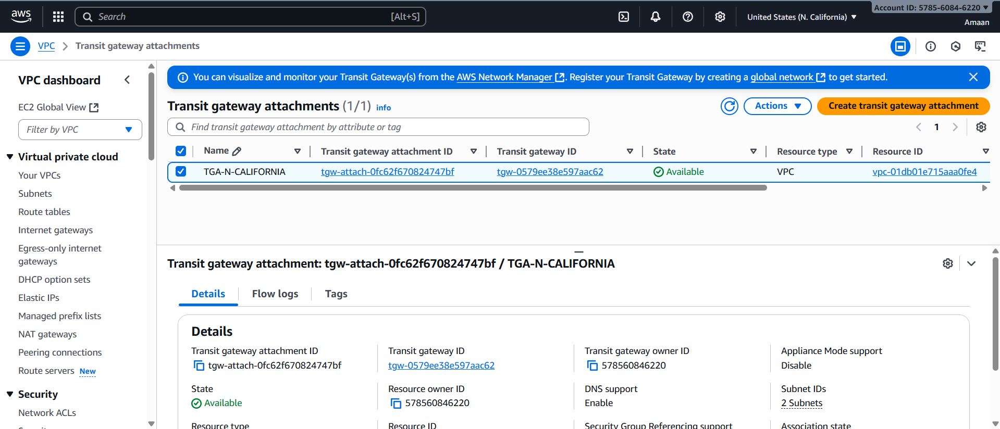 aws
Search
[Alt+S]
United States (N. California)
Account ID: 5785-6084-6220
Amaan
VPC
Transit gateway attachments
VPC dashboard
EC2 Global View
Filter by VPC
Virtual private cloud
Your VPCs
Subnets
Route tables
Internet gateways
Egress-only internet
gateways
DHCP option sets
Elastic IPs
Managed prefix lists
NAT gateways
Peering connections
Route servers New
Security
Network ACLs
You can visualize and monitor your Transit Gateway(s) from the AWS Network Manager. Register your Transit Gateway by creating a global network to get started.
Transit gateway attachments (1/1) info
Actions
Create transit gateway attachment
Find transit gateway attachment by attribute or tag
1
Name Transit gateway attachment ID Transit gateway ID State Resource type Resource ID
TGA-N-CALIFORNIA tgw-attach-0fc62f670824747bf tgw-0579ee38e597aac62 Available VPC vpc-01db01e715aaa0fe4
Transit gateway attachment: tgw-attach-0fc62f670824747bf / TGA-N-CALIFORNIA
Details Flow logs Tags
Details
Transit gateway attachment ID
tgw-attach-0fc62f670824747bf
Transit gateway ID
tgw-0579ee38e597aac62
Transit gateway owner ID
578560846220
Appliance Mode support
Disable
State
Available
Resource owner ID
578560846220
DNS support
Enable
Subnet IDs
2 Subnets
Resource type
Resource ID
Security Group Referencing support
Association state